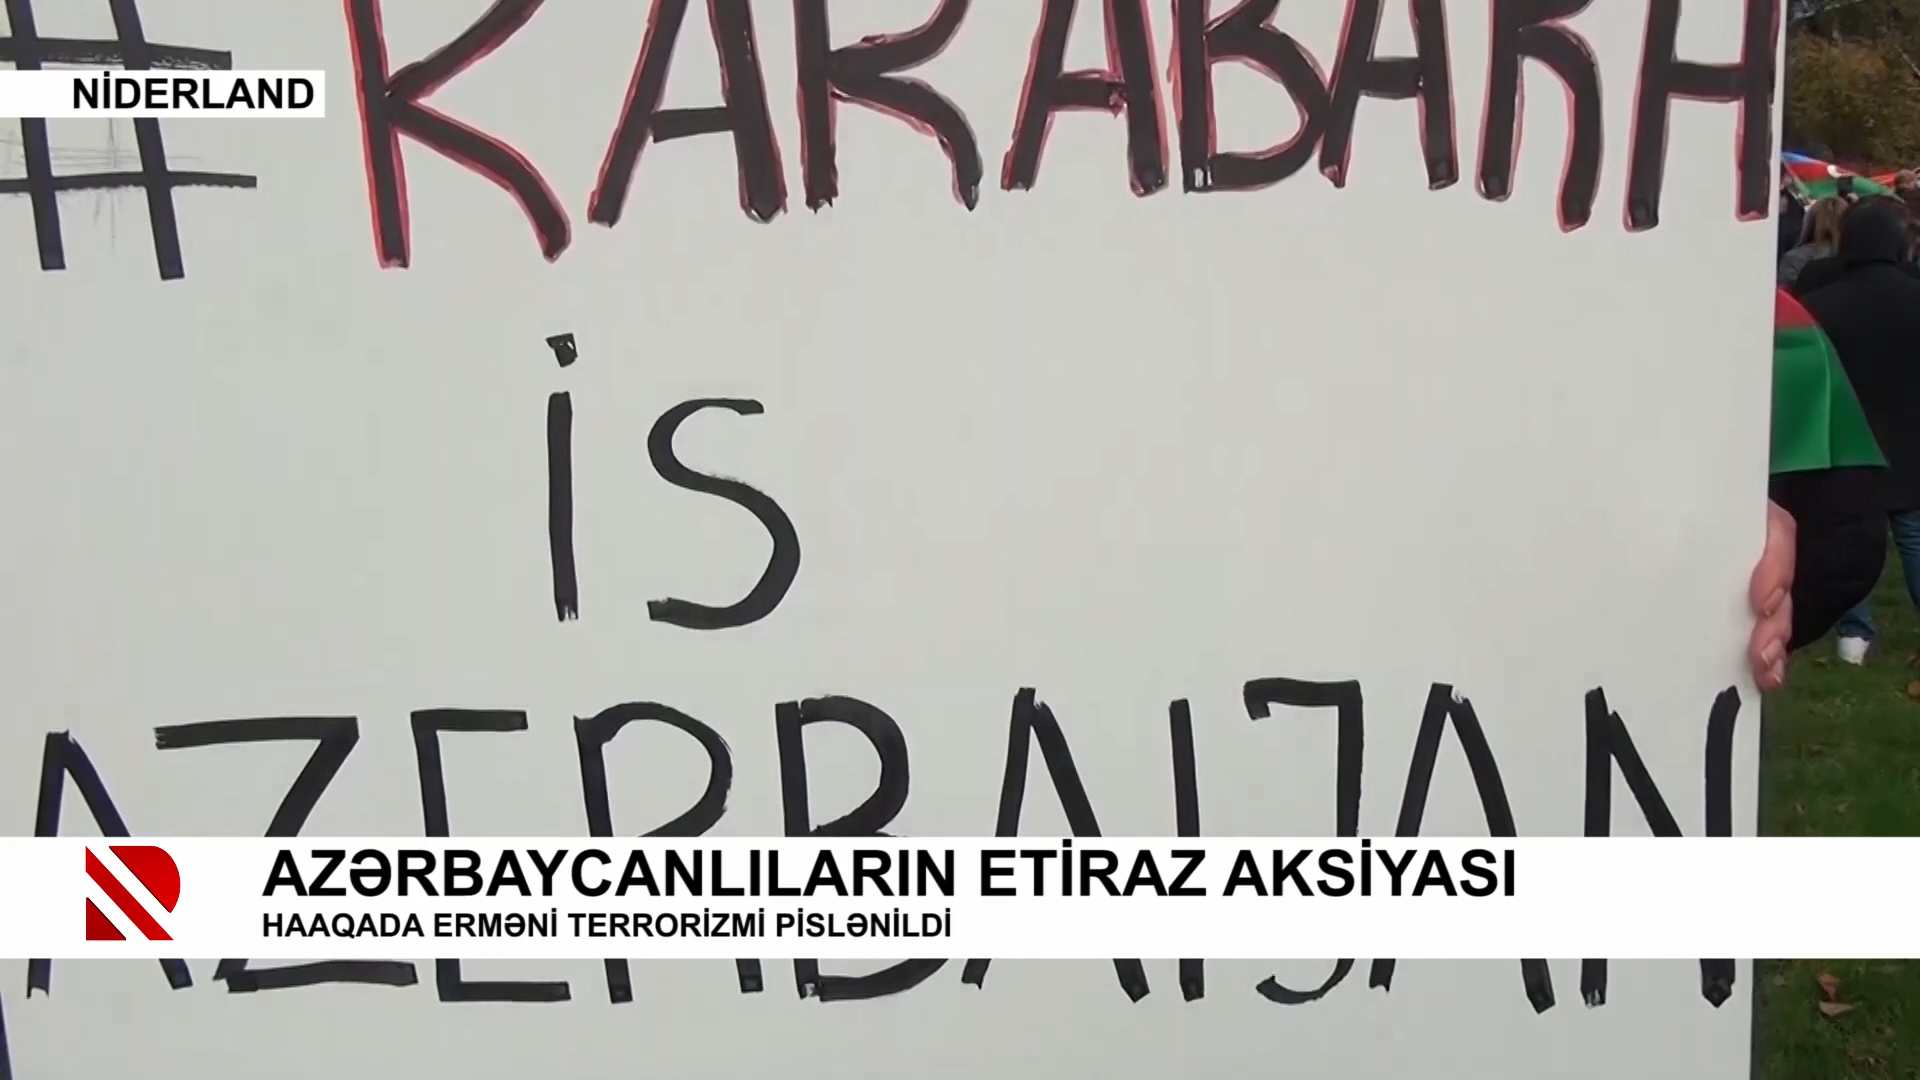 NİDERLAND
# KARABAKH
İS
AZERBAIJAN
AZƏRBAYCANLILARIN ETİRAZ AKSİYASI
HAAQADA ERMƏNİ TERRORİZMİ PİSLƏNİLDİ